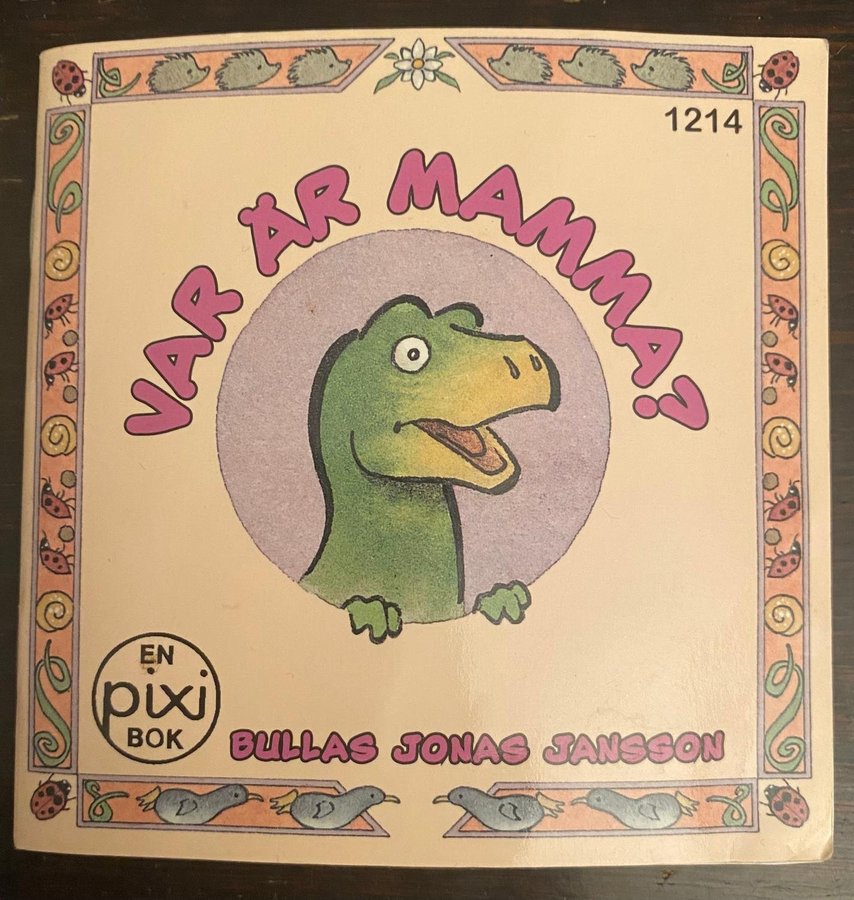 1214
VAR ÄR MAMMA?
EN
pixi
BOK
BULLAS JONAS JANSSON